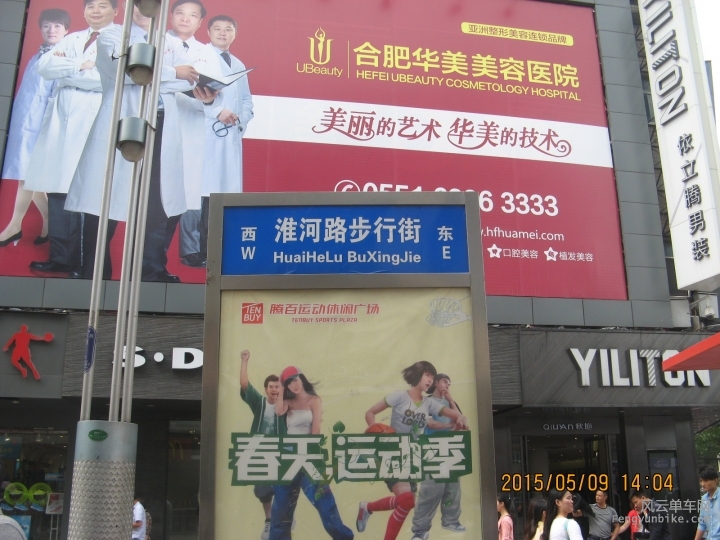 亚洲整形美容连锁品牌
UBeauty
合肥华美美容医院
HEFEI UBEAUTY COSMETOLOGY HOSPITAL
美丽的艺术 华美的技术
3333
.hfhuamei.com
口腔美容 植发美容
依立腾男装
西 淮河路步行街 东
W HuaiHeLu BuXingJie E
TEN BUY 腾百运动休闲广场
TENBUY SPORTS PLAZA
春天.运动季
S·D
YILITON
QIUYAN 秋艳
2015/05/09 14:04
风云单车网
Fengyunbike.com